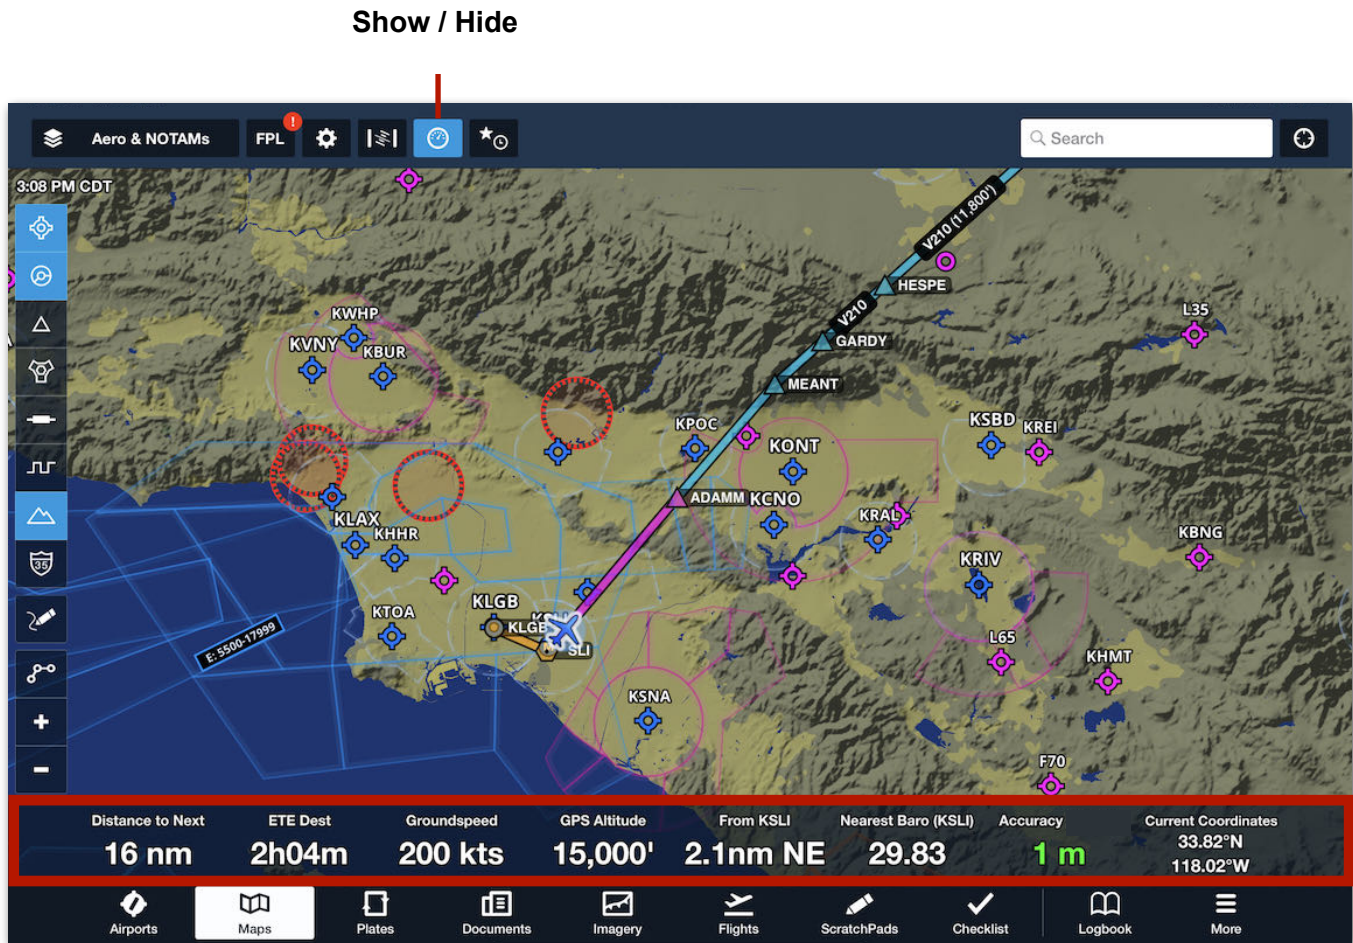 Show / Hide
Aero & NOTAMs
FPL
!
Search
3:08 PM CDT
V210 (11,800')
HESPE
V210
GARDY
MEANT
L35
KWHP
KVNY
KBUR
KPOC
KONT
KSBD
KREI
ADAMM
KCNO
KRAL
KLAX
KHHR
KBNG
KRIV
35
KLGB
KLGB
SLI
KTOA
E: 5500-17999
L65
KHMT
KSNA
F70
Distance to Next
16 nm
ETE Dest
2h04m
Groundspeed
200 kts
GPS Altitude
15,000'
From KSLI
2.1nm NE
Nearest Baro (KSLI)
29.83
Accuracy
1 m
Current Coordinates
33.82°N
118.02°W
Airports
Maps
Plates
Documents
Imagery
Flights
ScratchPads
Checklist
Logbook
More